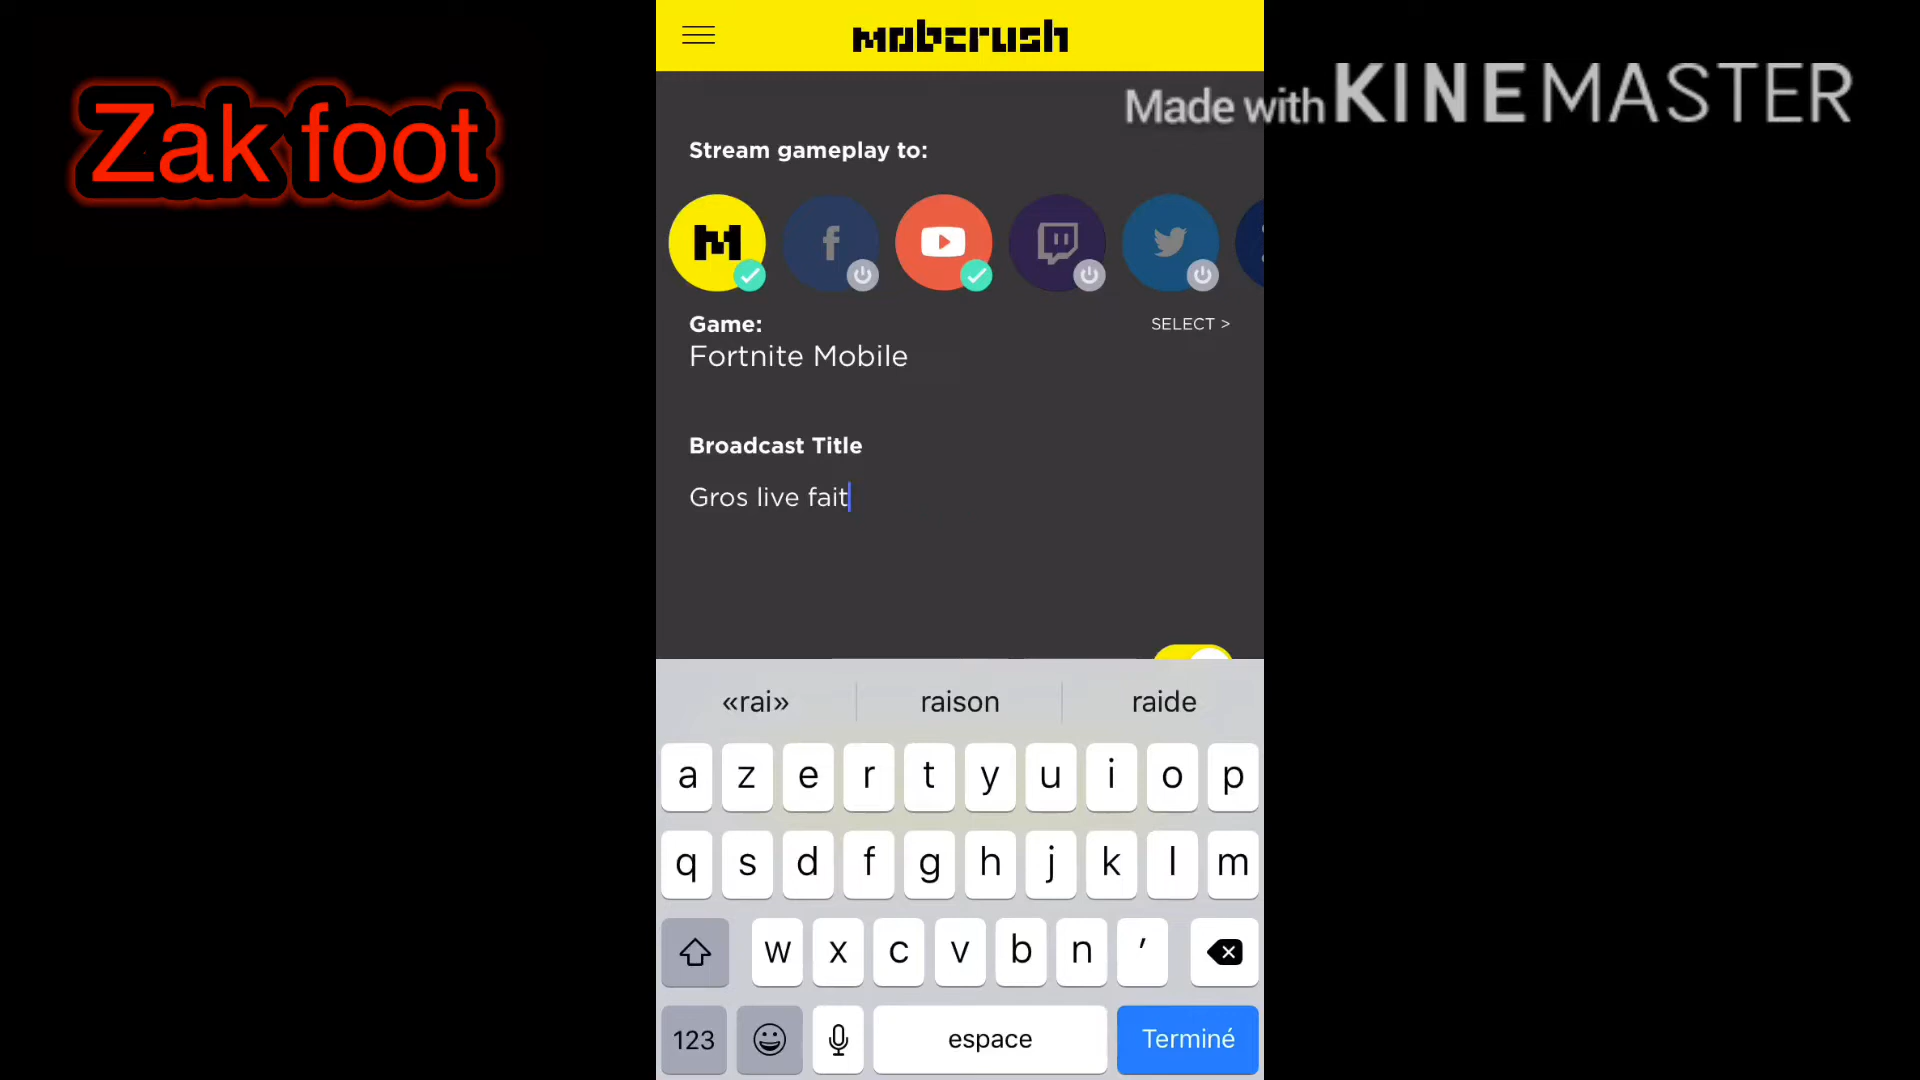 mobcrush
Zak foot
Made with KINEMASTER
Stream gameplay to:
M
f
Game:
SELECT >
Fortnite Mobile
Broadcast Title
Gros live fait
«rai» raison raide
a z e r t y u i o p
q s d f g h j k l m
w x c v b n ’
123 espace Terminé